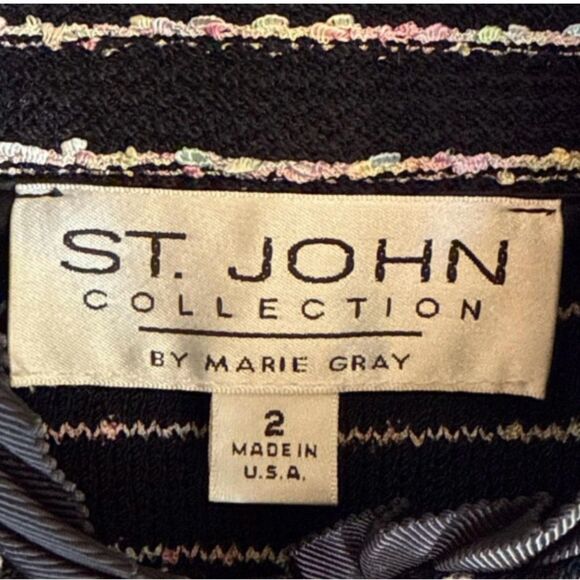 ST. JOHN
COLLECTION
BY MARIE GRAY
2
MADE IN
U.S.A.